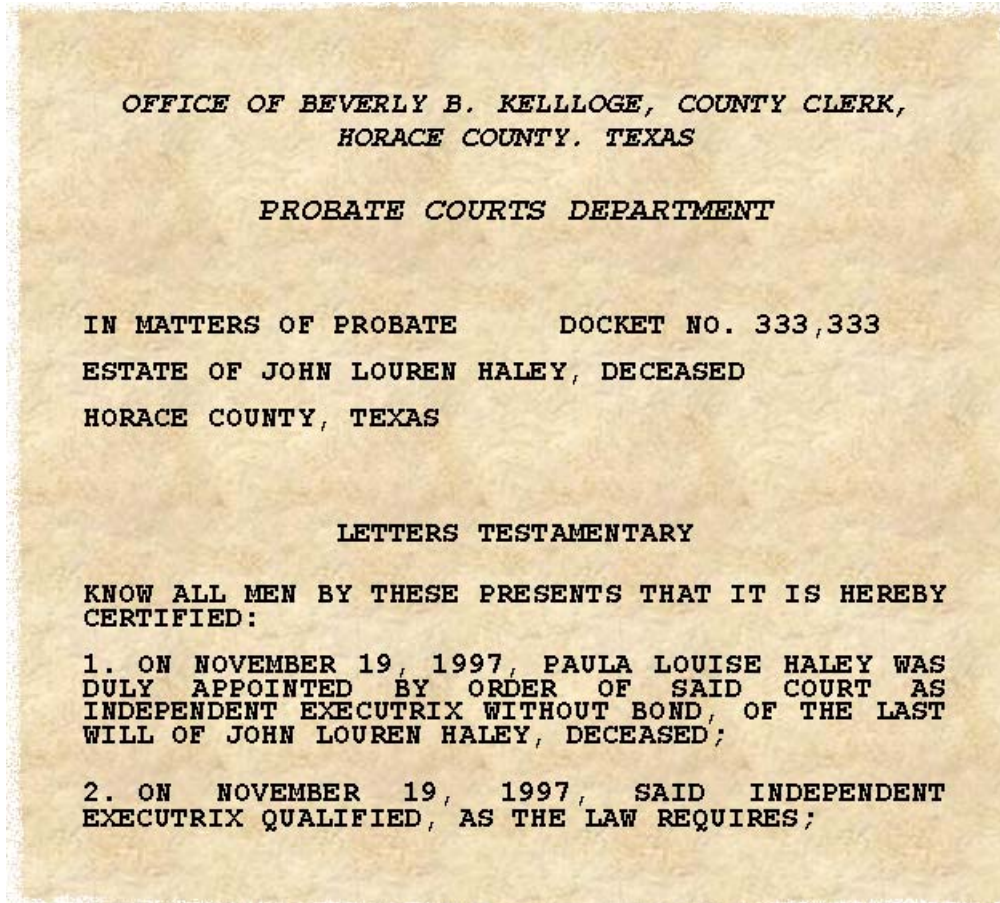 OFFICE OF BEVERLY B. KELLLOGE, COUNTY CLERK,
HORACE COUNTY. TEXAS
PROBATE COURTS DEPARTMENT
IN MATTERS OF PROBATE DOCKET NO. 333,333
ESTATE OF JOHN LOUREN HALEY, DECEASED
HORACE COUNTY, TEXAS
LETTERS TESTAMENTARY
KNOW ALL MEN BY THESE PRESENTS THAT IT IS HEREBY
CERTIFIED:
1. ON NOVEMBER 19, 1997, PAULA LOUISE HALEY WAS
DULY APPOINTED BY ORDER OF SAID COURT AS
INDEPENDENT EXECUTRIX WITHOUT BOND, OF THE LAST
WILL OF JOHN LOUREN HALEY, DECEASED;
2. ON NOVEMBER 19, 1997, SAID INDEPENDENT
EXECUTRIX QUALIFIED, AS THE LAW REQUIRES;